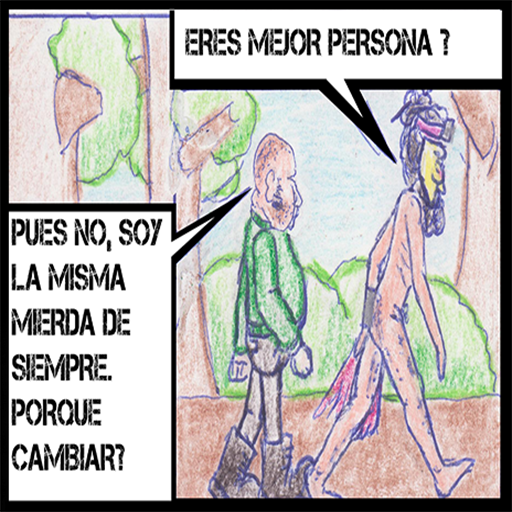 ERES MEJOR PERSONA ?
PUES NO, SOY
LA MISMA
MIERDA DE
SIEMPRE.
PORQUE
CAMBIAR?